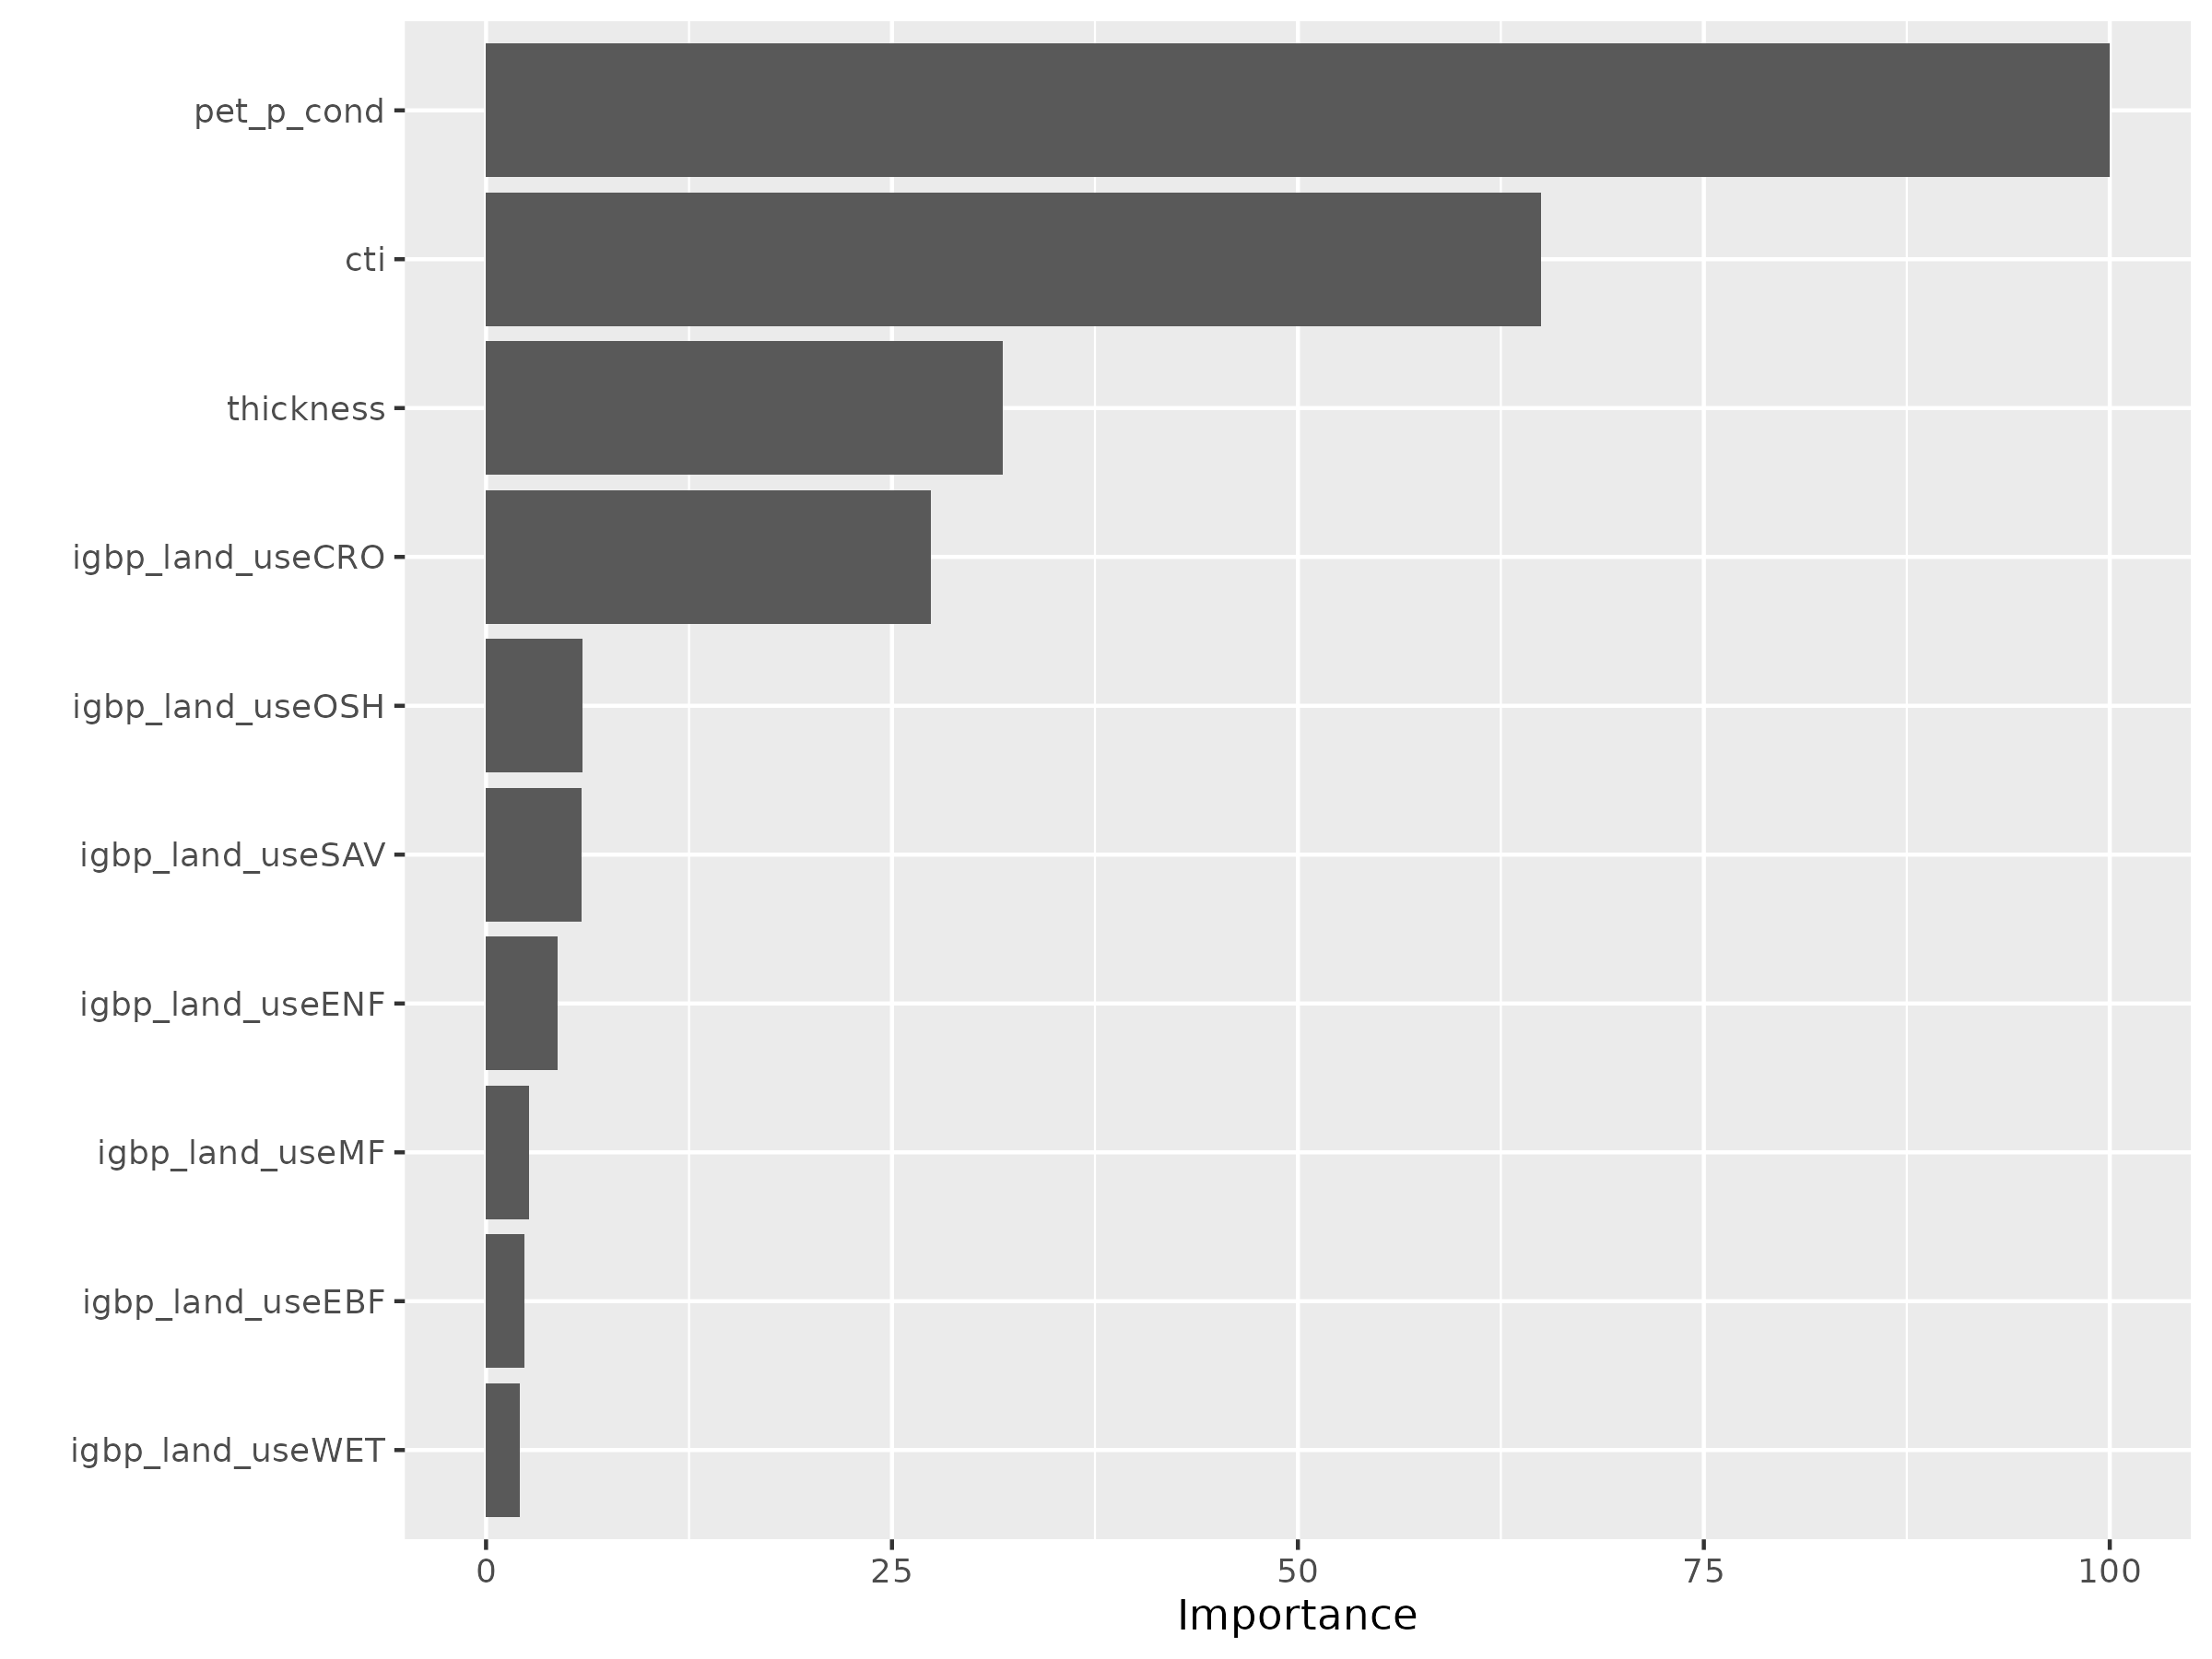 pet_p_cond
cti
thickness
igbp_land_useCRO
igbp_land_useOSH
igbp_land_useSAV
igbp_land_useENF
igbp_land_useMF
igbp_land_useEBF
igbp_land_useWET
0 25 50 75 100
Importance